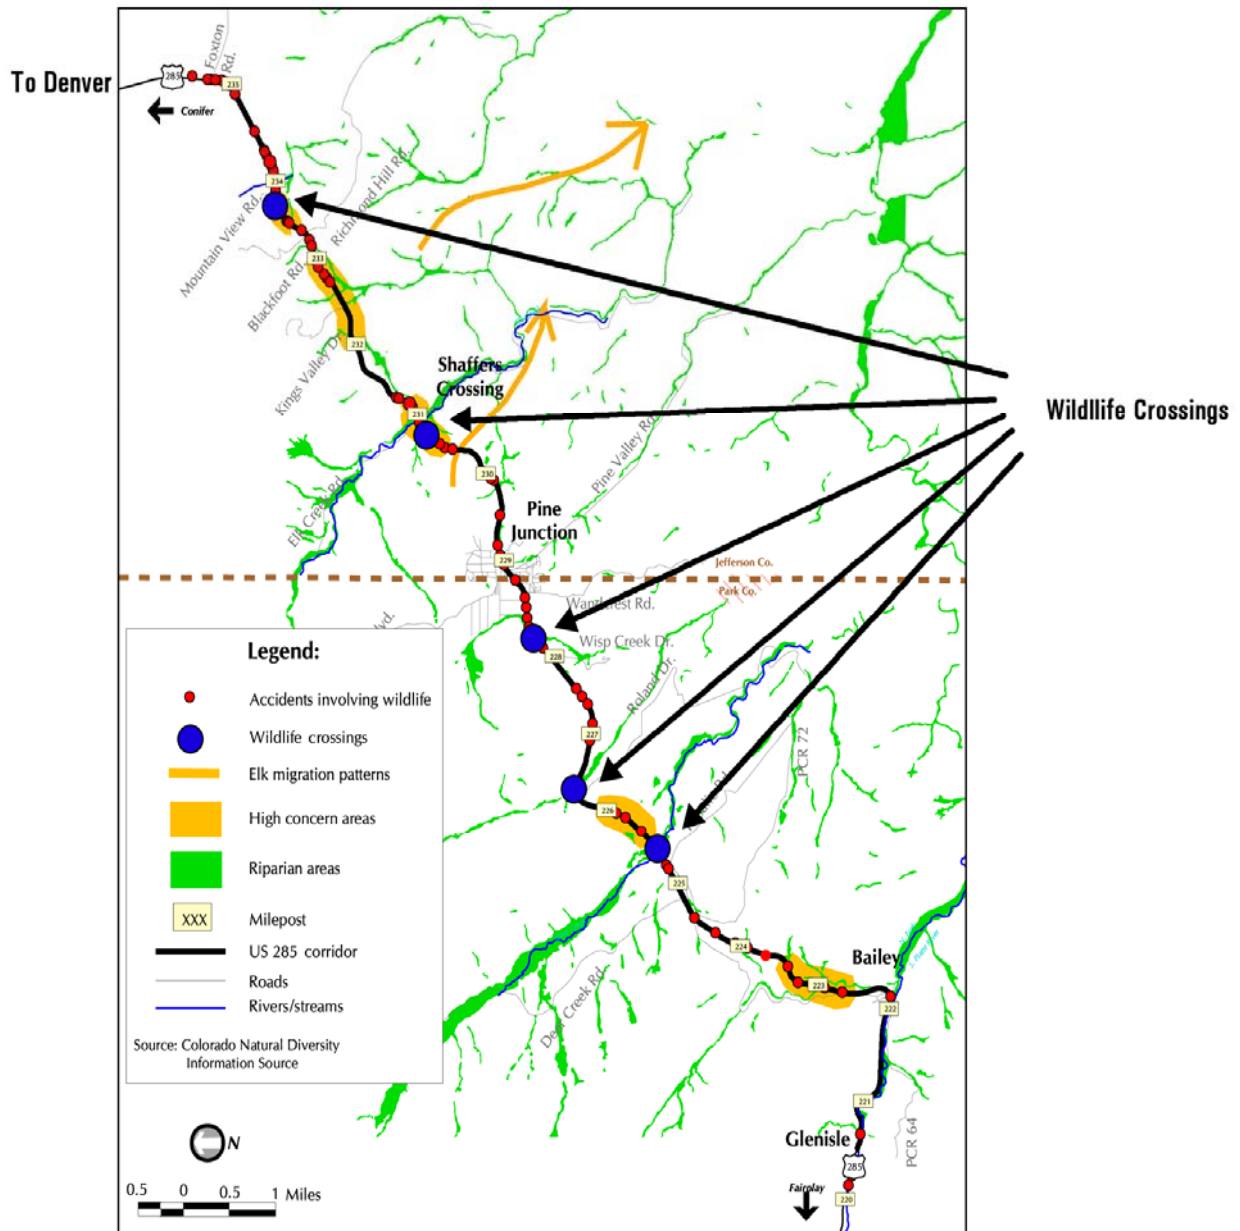 To Denver
285
Foxton
Rd.
235
Conifer
234
Mountain View Rd.
Richmond Hill Rd.
233
Blackfoot Rd.
232
Kings Valley Dr.
Shaffers
Crossing
231
Wildllife Crossings
230
Pine Valley Rd.
Elk Creek Rd.
Pine
Junction
229
Jefferson Co.
Park Co.
Wandcrest Rd.
lvd.
Wisp Creek Dr.
228
Roland Dr.
227
PCR 72
226
Rd.
225
224
Bailey
223
222
Deer Creek Rd.
221
Glenisle
PCR 64
285
Fairplay
220
Legend:
Accidents involving wildlife
Wildlife crossings
Elk migration patterns
High concern areas
Riparian areas
XXX
Milepost
US 285 corridor
Roads
Rivers/streams
Source: Colorado Natural Diversity
Information Source
N
0.5 0 0.5 1 Miles